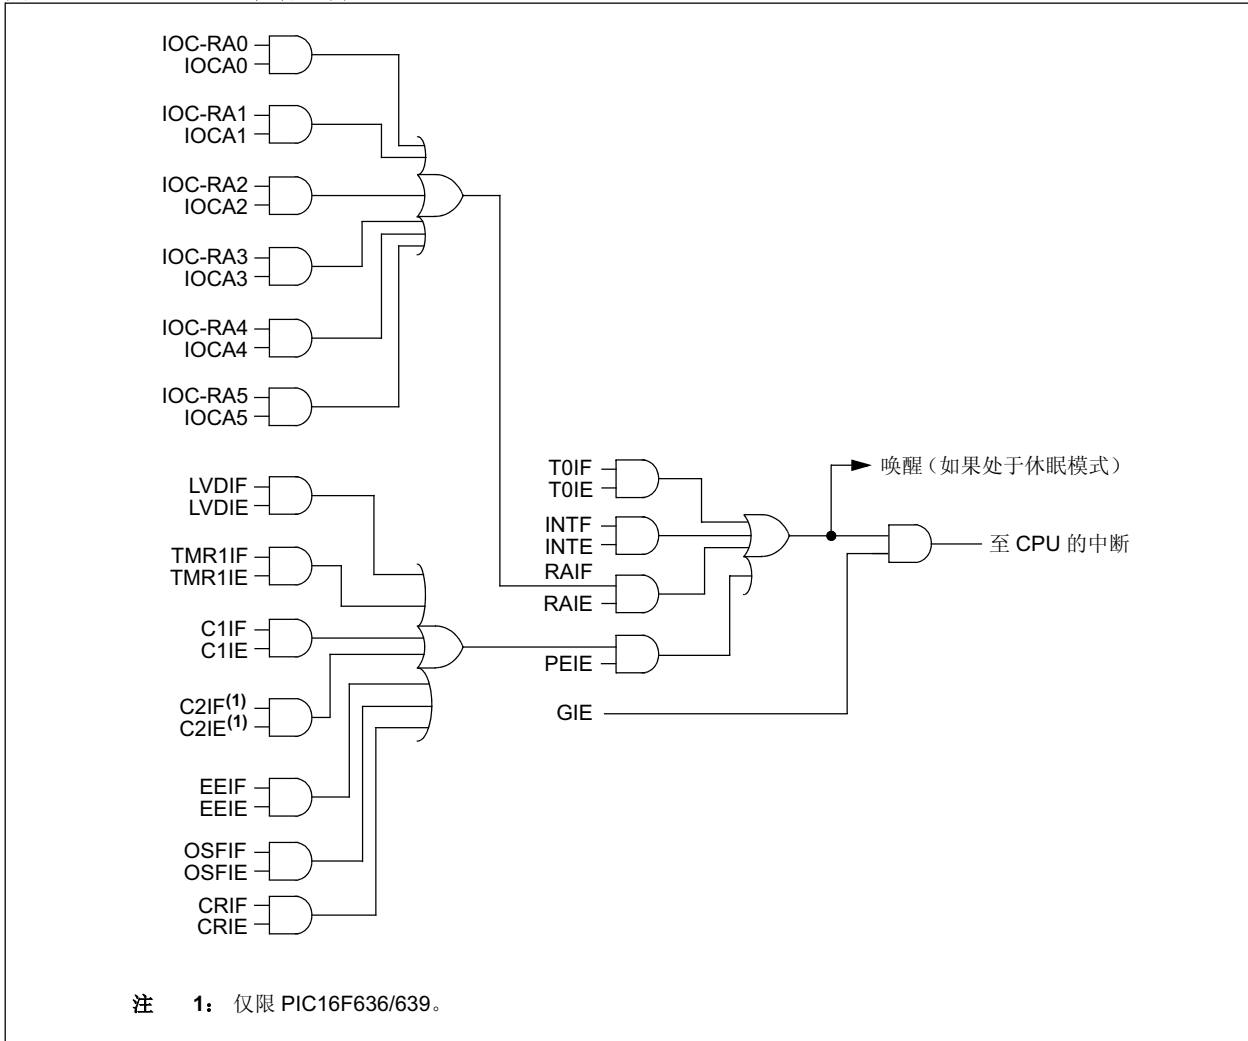 IOC-RA0
IOCA0
IOC-RA1
IOCA1
IOC-RA2
IOCA2
IOC-RA3
IOCA3
IOC-RA4
IOCA4
IOC-RA5
IOCA5
LVDIF
LVDIE
TMR1IF
TMR1IE
C1IF
C1IE
C2IF(1)
C2IE(1)
EEIF
EEIE
OSFIF
OSFIE
CRIF
CRIE
T0IF
T0IE
INTF
INTE
RAIF
RAIE
PEIE
GIE
唤醒（如果处于休眠模式）
至 CPU 的中断
注 1： 仅限 PIC16F636/639。